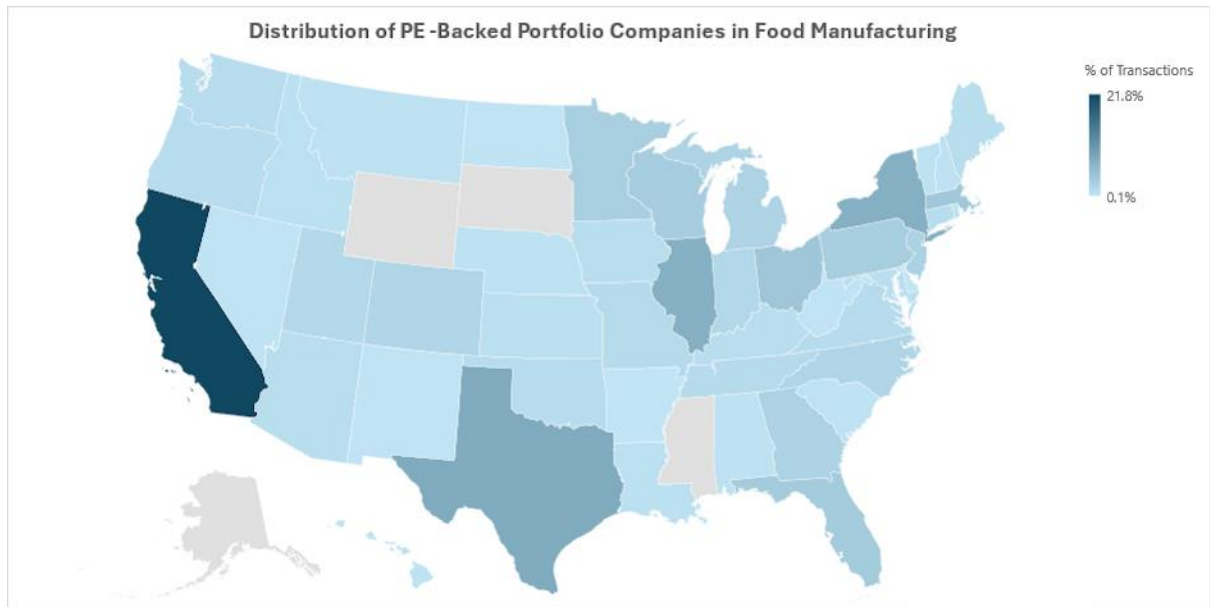 Distribution of PE -Backed Portfolio Companies in Food Manufacturing
% of Transactions
21.8%
0.1%